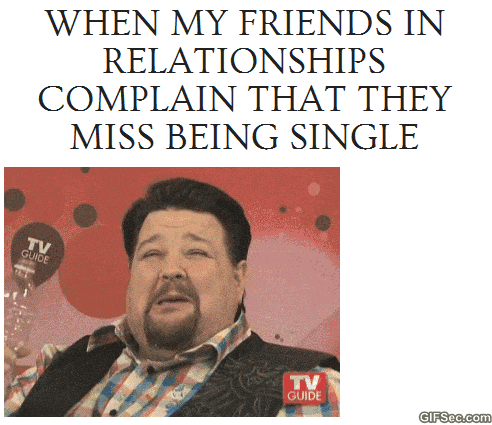 WHEN MY FRIENDS IN
RELATIONSHIPS
COMPLAIN THAT THEY
MISS BEING SINGLE
TV
GUIDE
TV
GUIDE
GIFSec.com